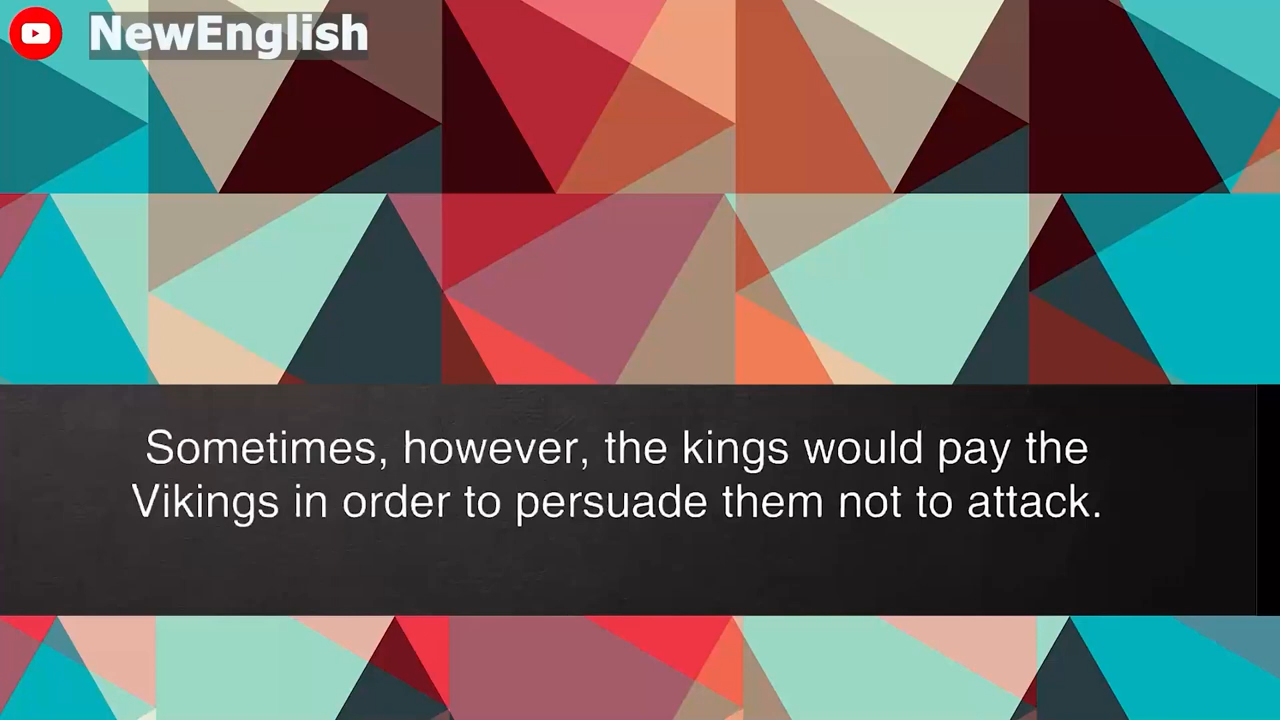 NewEnglish
Sometimes, however, the kings would pay the
Vikings in order to persuade them not to attack.